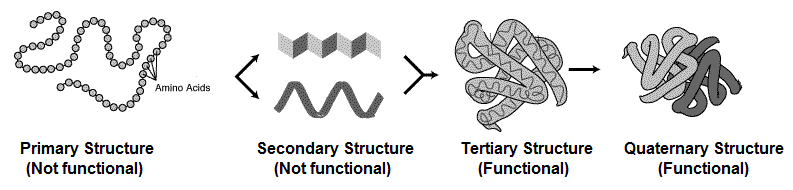 Amino Acids
Primary Structure
(Not functional)
Secondary Structure
(Not functional)
Tertiary Structure
(Functional)
Quaternary Structure
(Functional)